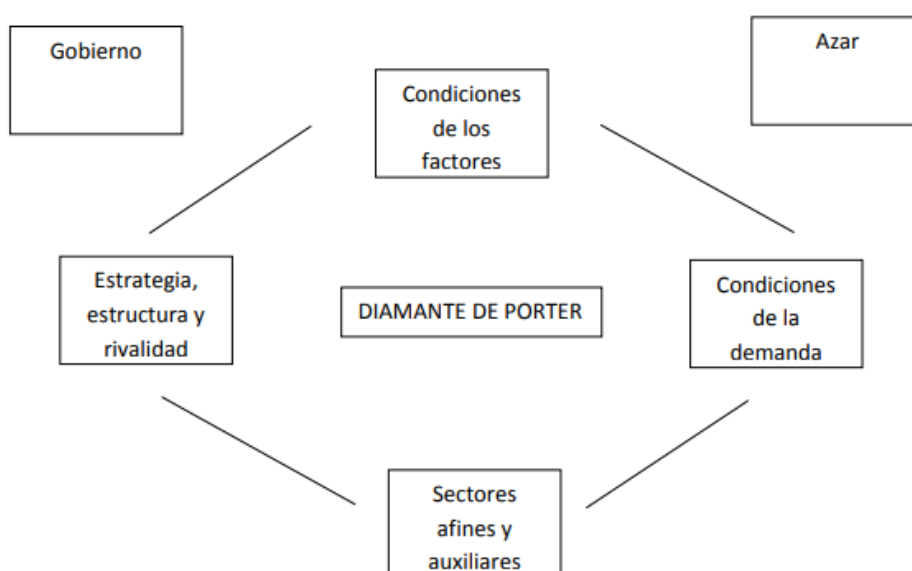 Gobierno
Azar
Condiciones
de los
factores
Estrategia,
estructura y
rivalidad
DIAMANTE DE PORTER
Condiciones
de la
demanda
Sectores
afines y
auxiliares